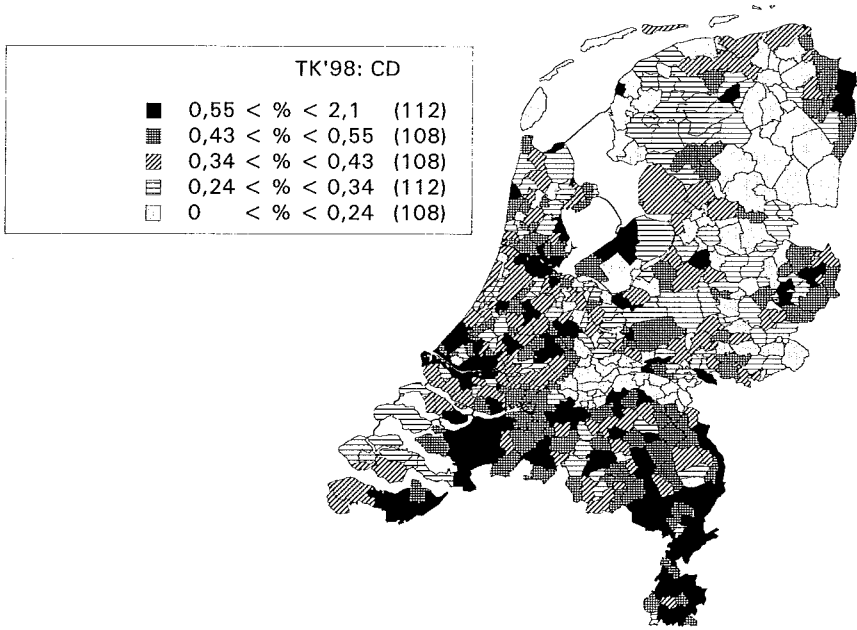 TK'98: CD
0,55 < % < 2,1 (112)
0,43 < % < 0,55 (108)
0,34 < % < 0,43 (108)
0,24 < % < 0,34 (112)
0 < % < 0,24 (108)